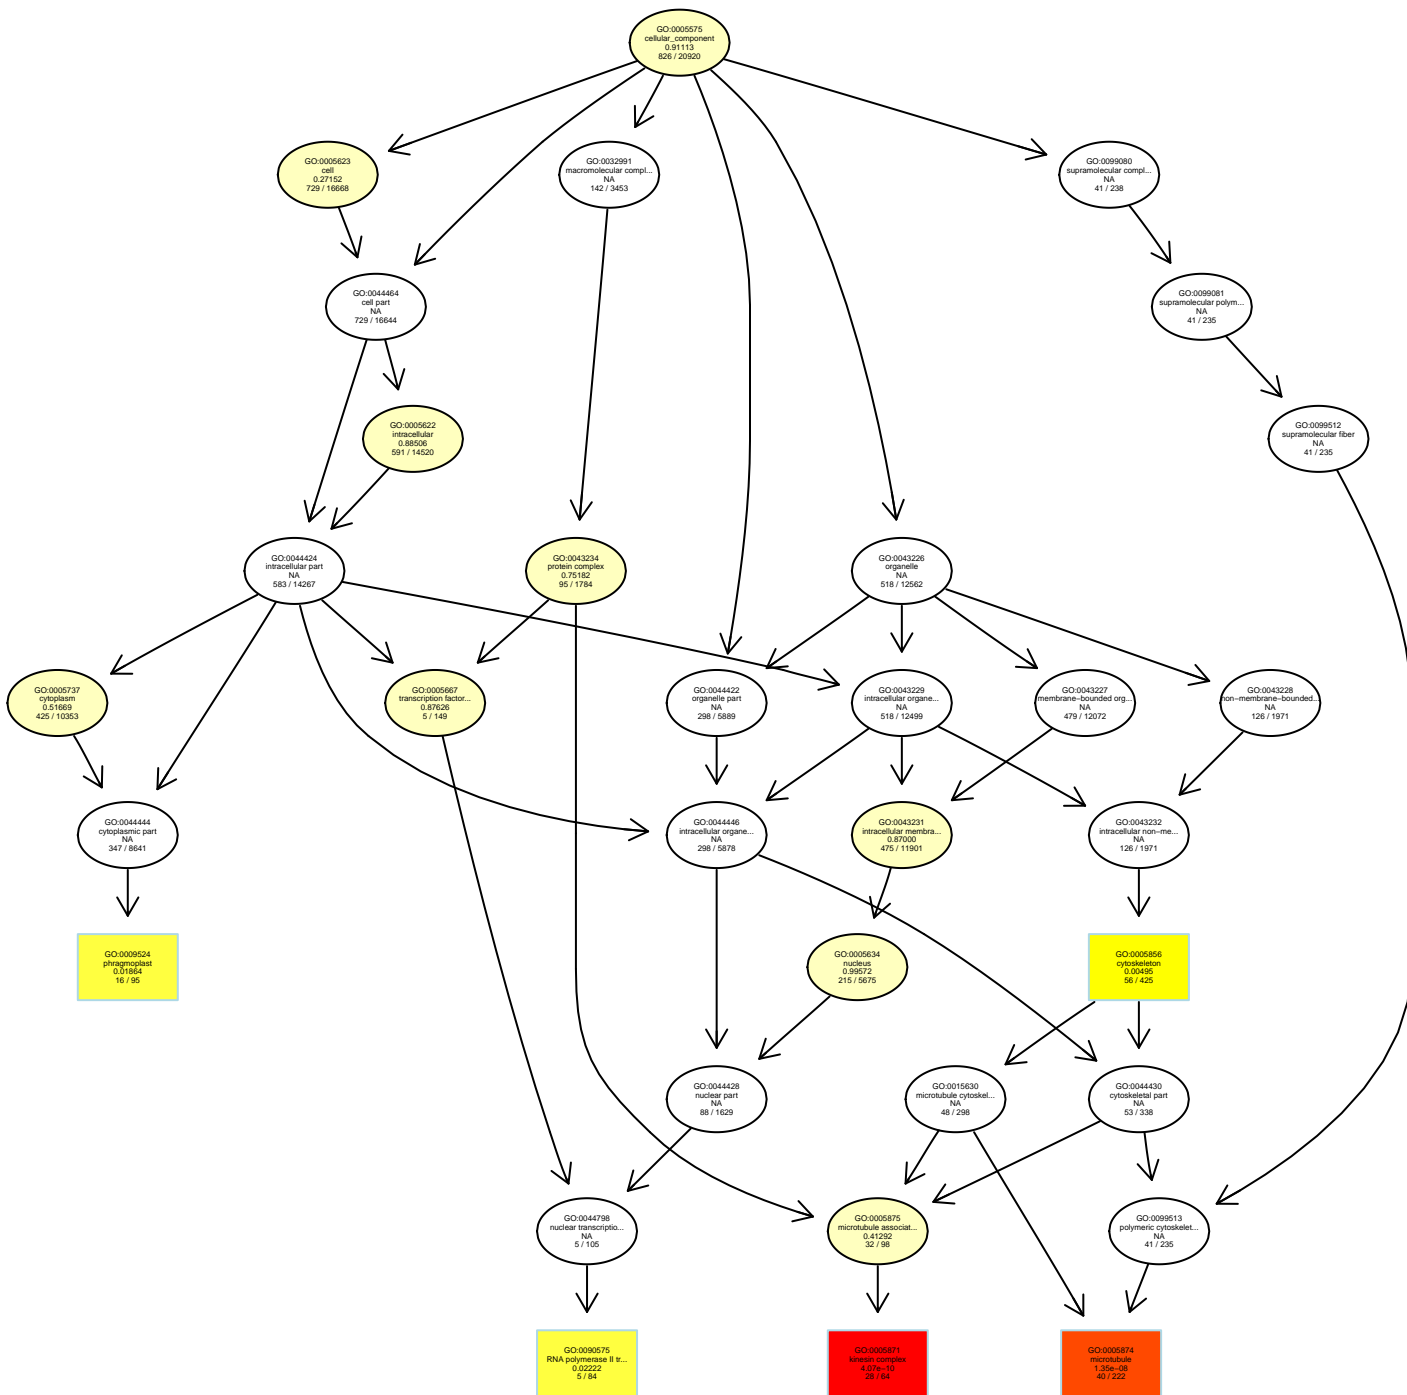 GO:0005575
cellular_component
0.91113
826 / 20920
GO:0005623
cell
0.27152
729 / 16668
GO:0032991
macromolecular compl...
NA
142 / 3453
GO:0099080
supramolecular compl...
NA
41 / 238
GO:0044464
cell part
NA
729 / 16644
GO:0099081
supramolecular polym...
NA
41 / 235
GO:0005622
intracellular
0.88506
591 / 14520
GO:0099512
supramolecular fiber
NA
41 / 235
GO:0044424
intracellular part
NA
583 / 14267
GO:0043234
protein complex
0.75182
95 / 1784
GO:0043226
organelle
NA
518 / 12562
GO:0005737
cytoplasm
0.51669
425 / 10353
GO:0005667
transcription factor...
0.87626
5 / 149
GO:0044422
organelle part
NA
298 / 5889
GO:0043229
intracellular organe...
NA
518 / 12499
GO:0043227
membrane−bounded org...
NA
479 / 12072
GO:0043228
non−membrane−bounded...
NA
126 / 1971
GO:0044444
cytoplasmic part
NA
347 / 8641
GO:0044446
intracellular organe...
NA
298 / 5878
GO:0043231
intracellular membra...
0.87000
475 / 11901
GO:0043232
intracellular non−me...
NA
126 / 1971
GO:0009524
phragmoplast
0.01864
16 / 95
GO:0005634
nucleus
0.99572
215 / 5675
GO:0005856
cytoskeleton
0.00495
56 / 425
GO:0044428
nuclear part
NA
88 / 1629
GO:0015630
microtubule cytoskel...
NA
48 / 298
GO:0044430
cytoskeletal part
NA
53 / 338
GO:0044798
nuclear transcriptio...
NA
5 / 105
GO:0005875
microtubule associat...
0.41292
32 / 98
GO:0099513
polymeric cytoskelet...
NA
41 / 235
GO:0090575
RNA polymerase II tr...
0.02222
5 / 84
GO:0005871
kinesin complex
4.07e−10
28 / 64
GO:0005874
microtubule
1.35e−08
40 / 222